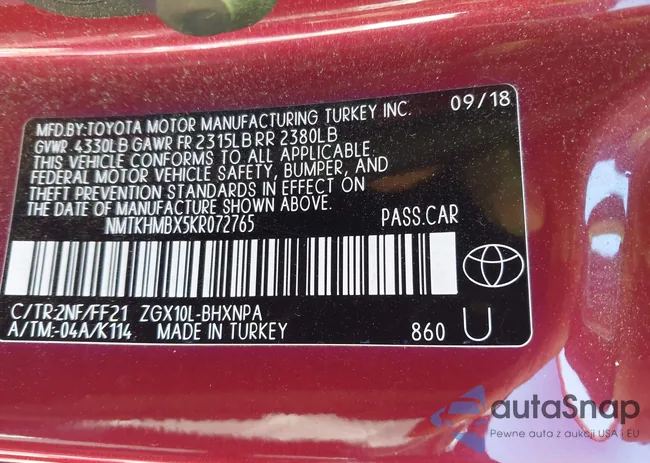 MFD.BY:TOYOTA MOTOR MANUFACTURING TURKEY INC. 09/18
GVWR. 4330LB GAWR FR 2315LB RR 2380LB
THIS VEHICLE CONFORMS TO ALL APPLICABLE
FEDERAL MOTOR VEHICLE SAFETY, BUMPER, AND
THEFT PREVENTION STANDARDS IN EFFECT ON
THE DATE OF MANUFACTURE SHOWN ABOVE.
NMTKHMBX5KR072765 PASS.CAR
C/TR:2NF/FF21 ZGX10L-BHXNPA
A/TM:-04A/K114 MADE IN TURKEY 860 U
autaSnap
Pewne auta z aukcji USA i EU